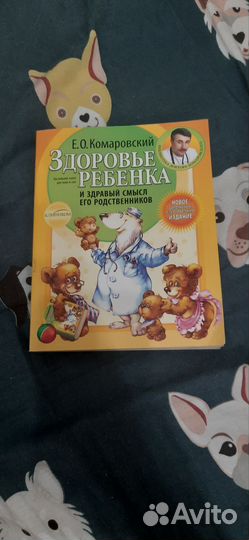 Е.О. Комаровский
ЗДОРОВЬЕ
РЕБЕНКА
И ЗДРАВЫЙ СМЫСЛ
ЕГО РОДСТВЕННИКОВ
НОВОЕ
ИЗДАНИЕ
Avito